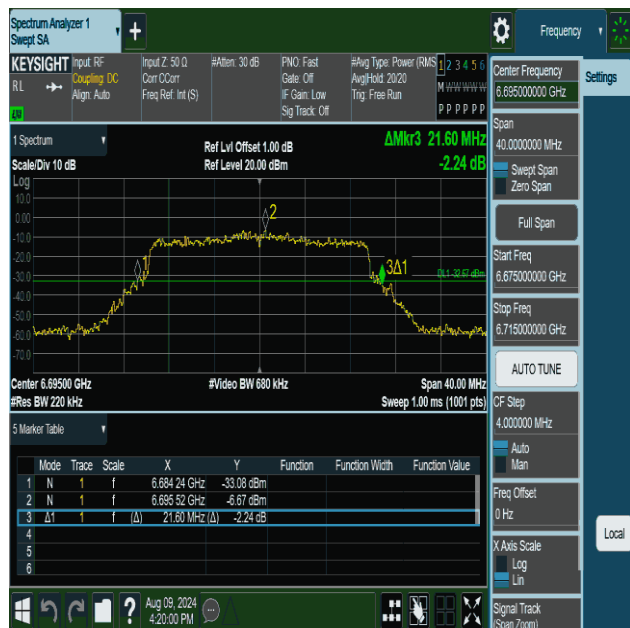 Spectrum Analyzer 1
Swept SA
+
Frequency
KEYSIGHT
RL
Input: RF
Coupling: DC
Align: Auto
Input Z: 50 Ω
Corr CCorr
Freq Ref: Int (S)
#Atten: 30 dB
PNO: Fast
Gate: Off
IF Gain: Low
Sig Track: Off
#Avg Type: Power (RMS
Avg|Hold: 20/20
Trig: Free Run
1 2 3 4 5 6
M W W W W W
P P P P P P
1 Spectrum
Scale/Div 10 dB
Ref Lvl Offset 1.00 dB
Ref Level 20.00 dBm
ΔMkr3 21.60 MHz
-2.24 dB
Log
10.0
0.00
-10.0
-20.0
-30.0
-40.0
-50.0
-60.0
-70.0
1
2
3Δ1
DL1 -32.67 dBm
Center 6.69500 GHz
#Video BW 680 kHz
Span 40.00 MHz
#Res BW 220 kHz
Sweep 1.00 ms (1001 pts)
5 Marker Table
Mode Trace Scale X Y Function Function Width Function Value
1 N 1 f 6.684 24 GHz -33.08 dBm
2 N 1 f 6.695 52 GHz -6.67 dBm
3 Δ1 1 f (Δ) 21.60 MHz (Δ) -2.24 dB
4
5
6
Aug 09, 2024
4:20:00 PM
Center Frequency
6.695000000 GHz
Settings
Span
40.0000000 MHz
Swept Span
Zero Span
Full Span
Start Freq
6.675000000 GHz
Stop Freq
6.715000000 GHz
AUTO TUNE
CF Step
4.000000 MHz
Auto
Man
Freq Offset
0 Hz
Local
X Axis Scale
Log
Lin
Signal Track
(Span Zoom)